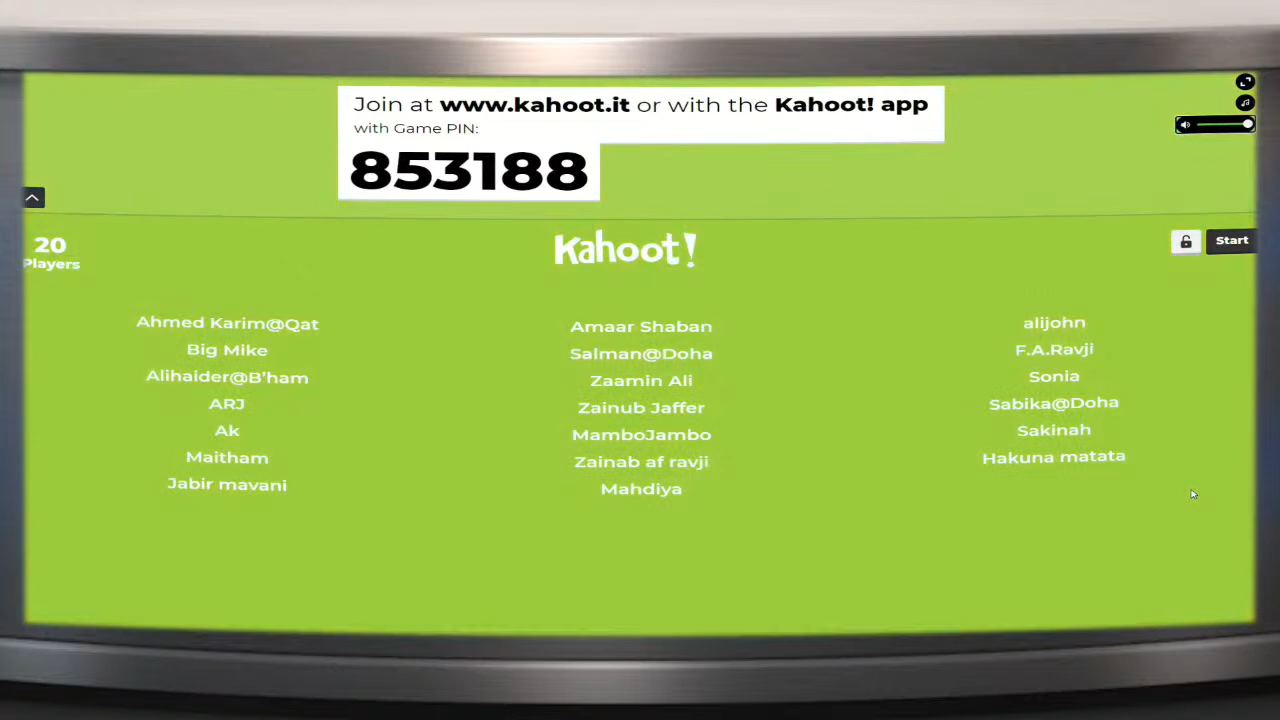 Join at www.kahoot.it or with the Kahoot! app
with Game PIN:
853188
20
Players
Kahoot!
Start
Ahmed Karim@Qat
Big Mike
Alihaider@B'ham
ARJ
Ak
Maitham
Jabir mavani
Amaar Shaban
Salman@Doha
Zaamin Ali
Zainub Jaffer
MamboJambo
Zainab af ravji
Mahdiya
alijohn
F.A.Ravji
Sonia
Sabika@Doha
Sakinah
Hakuna matata